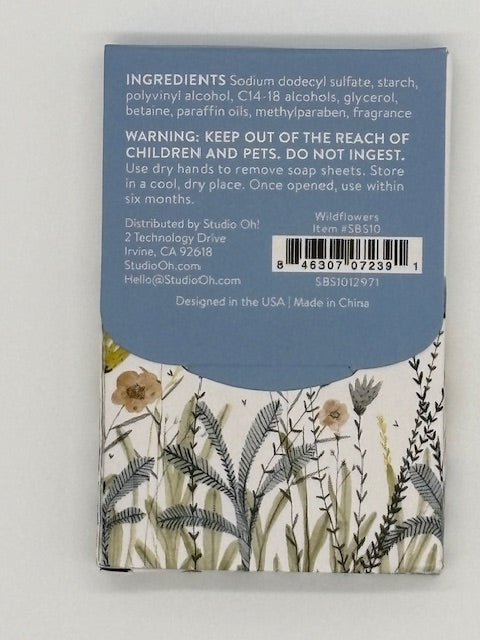 INGREDIENTS Sodium dodecyl sulfate, starch,
polyvinyl alcohol, C14-18 alcohols, glycerol,
betaine, paraffin oils, methylparaben, fragrance
WARNING: KEEP OUT OF THE REACH OF
CHILDREN AND PETS. DO NOT INGEST.
Use dry hands to remove soap sheets. Store
in a cool, dry place. Once opened, use within
six months.
Distributed by Studio Oh!
2 Technology Drive
Irvine, CA 92618
StudioOh.com
Hello@StudioOh.com
Wildflowers
Item #SBS10
8 46307 07239 1
SBS1012971
Designed in the USA | Made in China